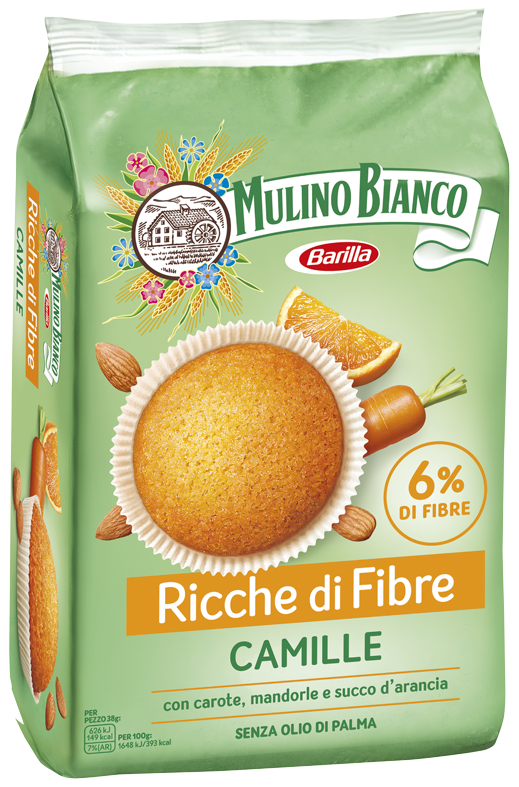 MULINO BIANCO
Barilla
6%
DI FIBRE
Ricche di Fibre
CAMILLE
con carote, mandorle e succo d'arancia
SENZA OLIO DI PALMA
PER
PEZZO 38g:
626 kJ
149 kcal
7%(AR)
PER 100g:
1648 kJ/393 kcal
Ricche di Fibre
CAMILLE
MULINO BIANCO
Barilla